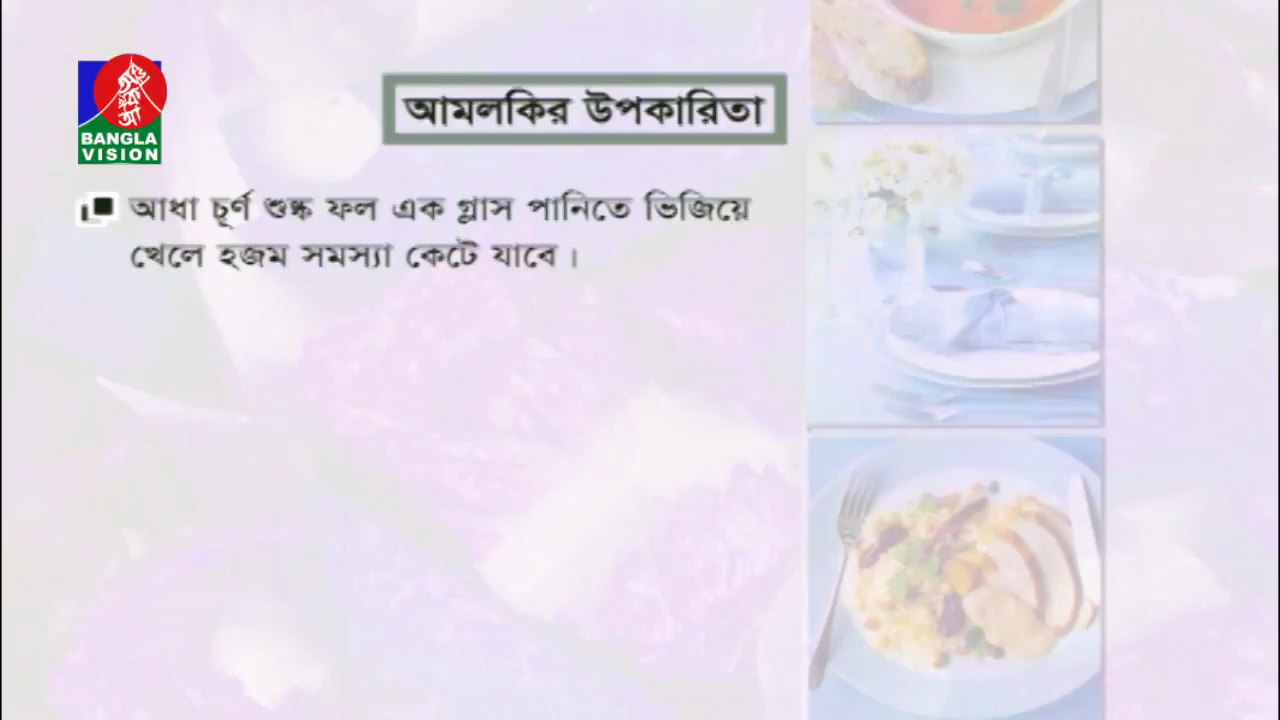 আমলকির উপকারিতা
BANGLA
VISION
আধা চূর্ণ শুষ্ক ফল এক গ্লাস পানিতে ভিজিয়ে
খেলে হজম সমস্যা কেটে যাবে।